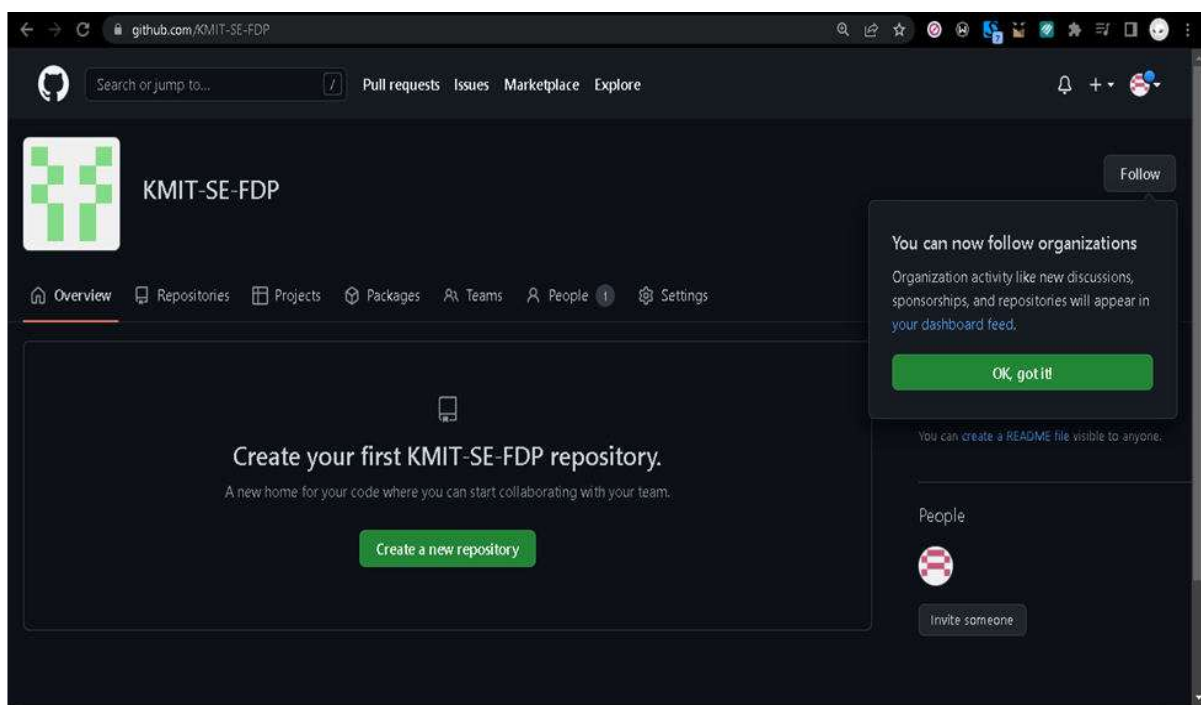 github.com/KMIT-SE-FDP
7
Search or jump to...
/
Pull requests Issues Marketplace Explore
KMIT-SE-FDP
Follow
You can now follow organizations
Organization activity like new discussions,
sponsorships, and repositories will appear in
your dashboard feed.
OK, got it!
Overview Repositories Projects Packages Teams People 1 Settings
Create your first KMIT-SE-FDP repository.
A new home for your code where you can start collaborating with your team.
Create a new repository
You can create a README file visible to anyone.
People
Invite someone